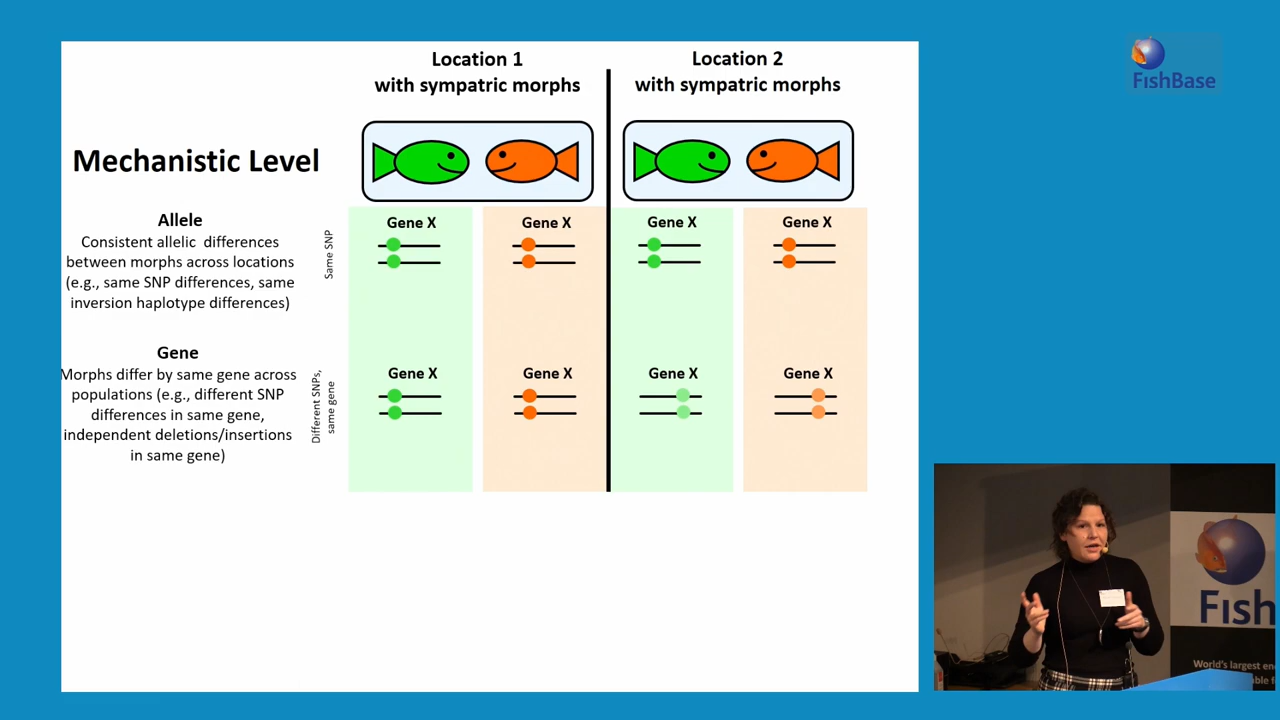 Location 1
with sympatric morphs
Location 2
with sympatric morphs
FishBase
Mechanistic Level
Allele
Consistent allelic differences
between morphs across locations
(e.g., same SNP differences, same
inversion haplotype differences)
Same SNP
Gene X
Gene X
Gene X
Gene X
Gene
Morphs differ by same gene across
populations (e.g., different SNP
differences in same gene,
independent deletions/insertions
in same gene)
Different SNPs,
same gene
Gene X
Gene X
Gene X
Gene X
Fish
World's largest